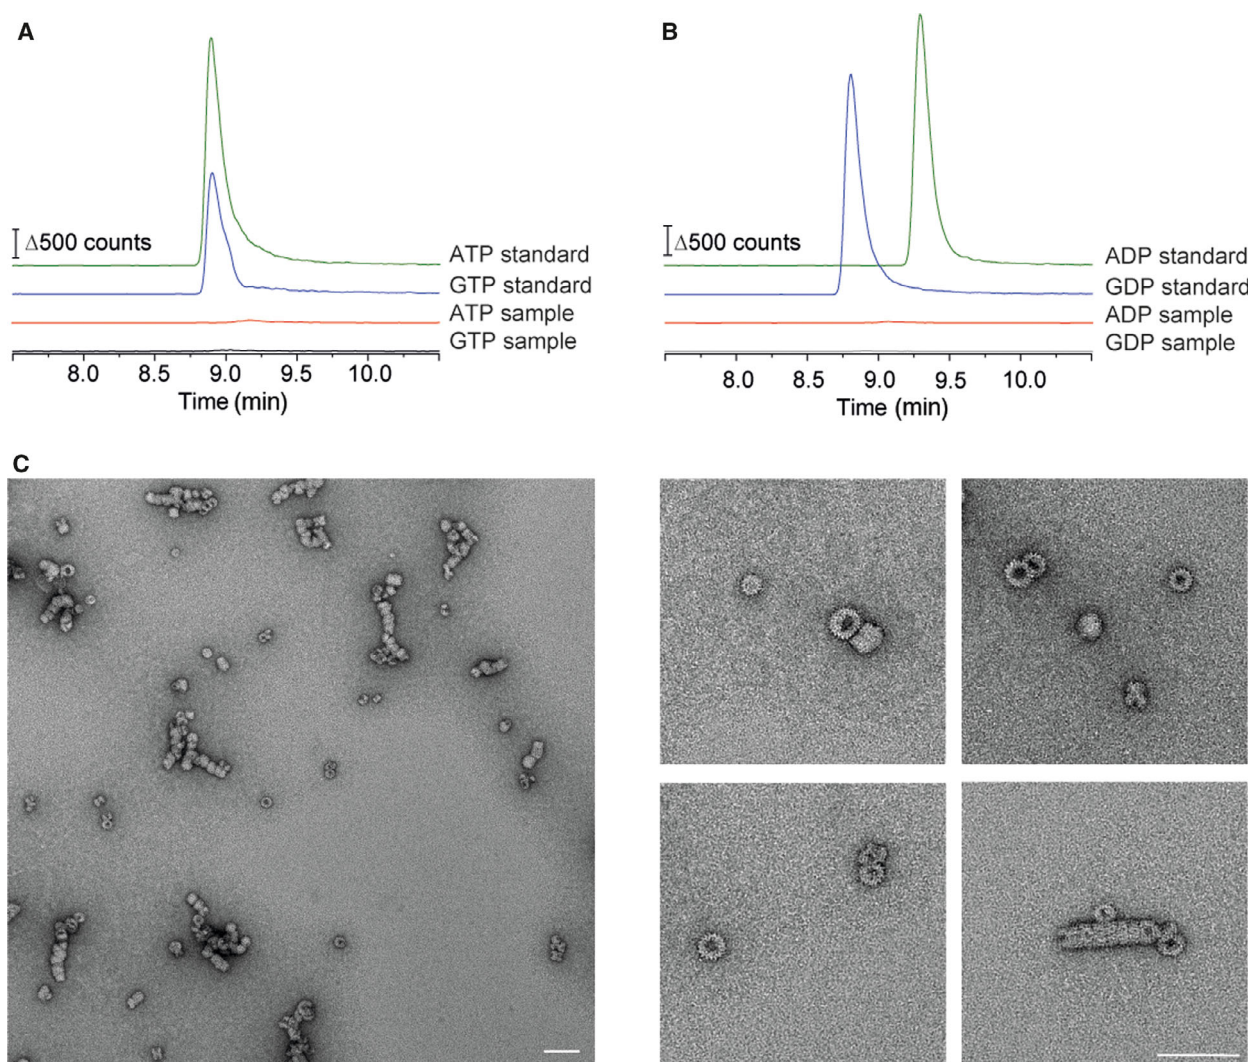 A
Δ500 counts
ATP standard
GTP standard
ATP sample
GTP sample
8.0 8.5 9.0 9.5 10.0
Time (min)
B
Δ500 counts
ADP standard
GDP standard
ADP sample
GDP sample
8.0 8.5 9.0 9.5 10.0
Time (min)
C